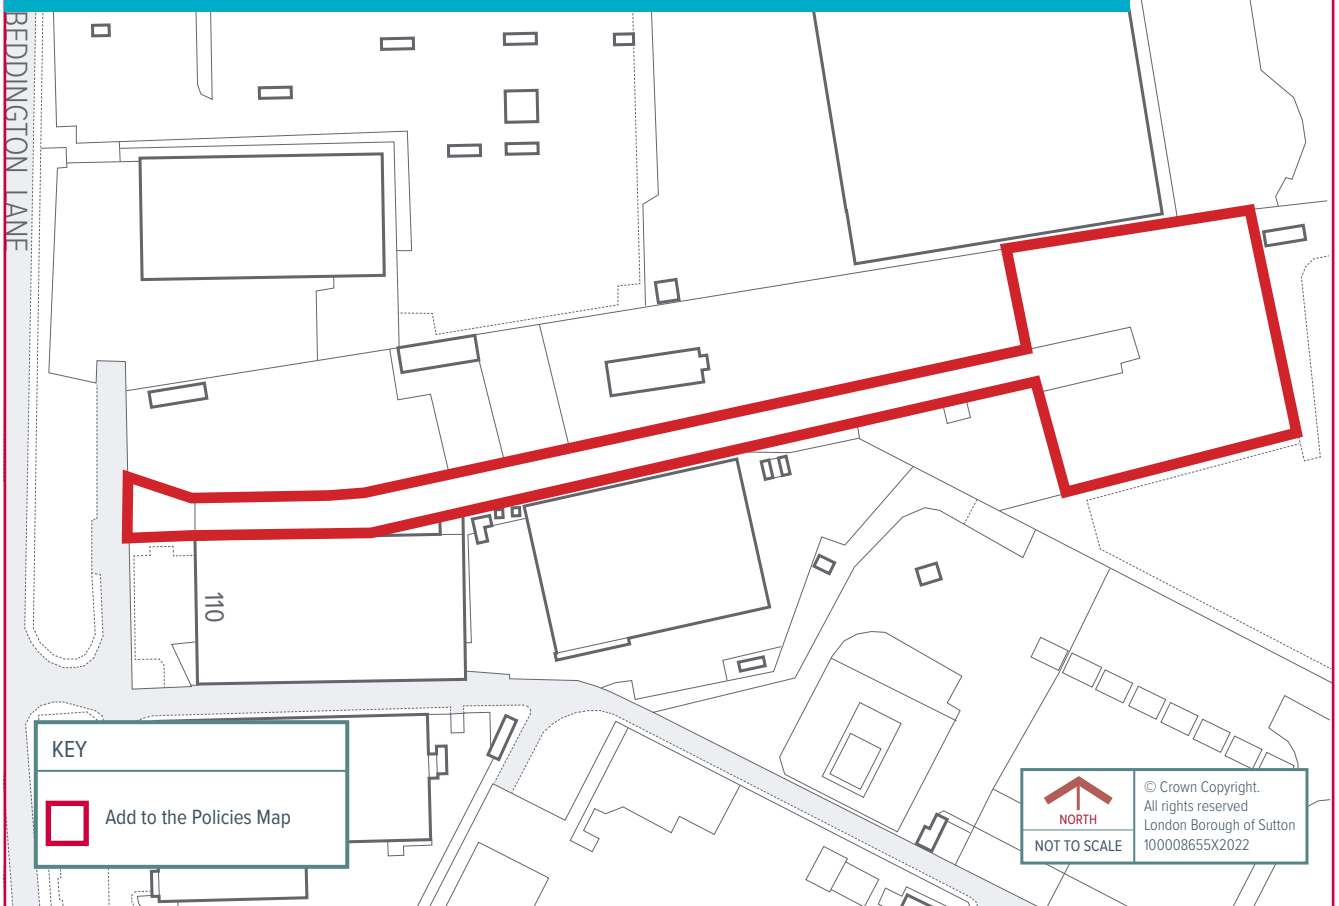 BEDDINGTON LANE
110
KEY
Add to the Policies Map
NORTH
NOT TO SCALE
© Crown Copyright.
All rights reserved
London Borough of Sutton
100008655X2022